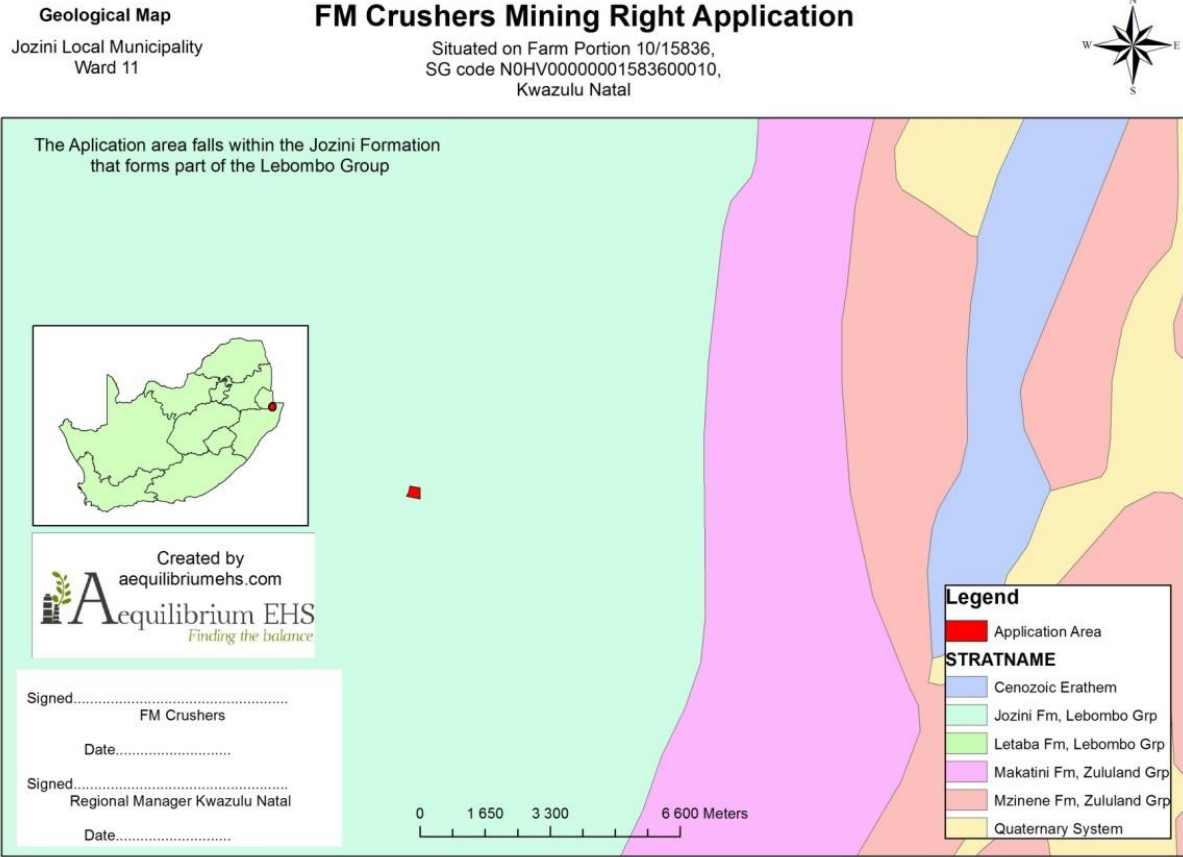 Geological Map
Jozini Local Municipality
Ward 11
FM Crushers Mining Right Application
Situated on Farm Portion 10/15836,
SG code N0HV00000001583600010,
Kwazulu Natal
N
W
E
S
The Aplication area falls within the Jozini Formation
that forms part of the Lebombo Group
Created by
aequilibriumehs.com
Aequilibrium EHS
Finding the balance
Signed..................................................
FM Crushers
Date...........................
Signed..................................................
Regional Manager Kwazulu Natal
Date...........................
0 1 650 3 300 6 600 Meters
Legend
Application Area
STRATNAME
Cenozoic Erathem
Jozini Fm, Lebombo Grp
Letaba Fm, Lebombo Grp
Makatini Fm, Zululand Grp
Mzinene Fm, Zululand Grp
Quaternary System